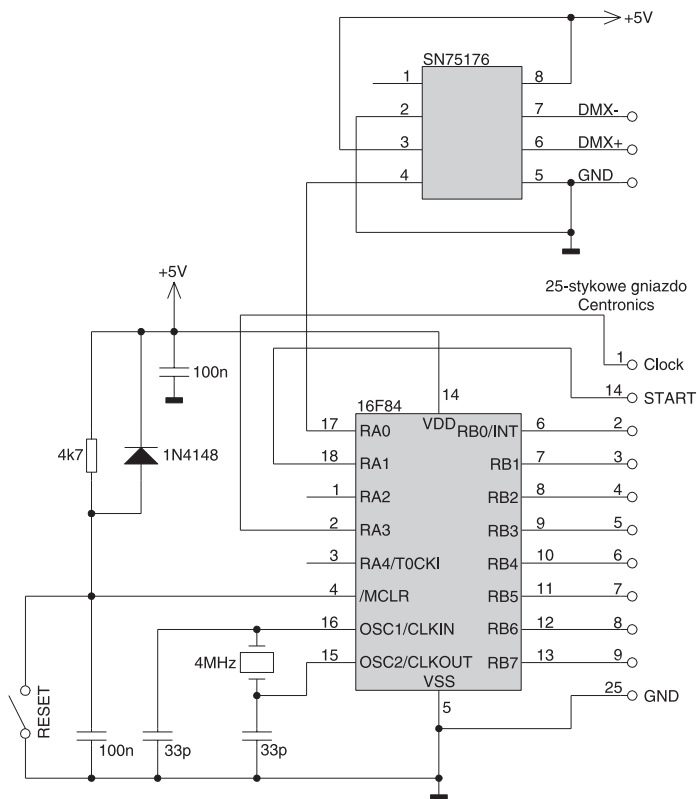 +5V
SN75176
1 8
2 7 DMX-
3 6 DMX+
4 5 GND
+5V
25-stykowe gniazdo
Centronics
1 Clock
100n
14
14 START
16F84
VDD
17 RA0 RB0/INT 6 2
4k7
1N4148
18 RA1 RB1 7 3
1 RA2 RB2 8 4
2 RA3 RB3 9 5
3 RA4/T0CKI RB4 10 6
4 /MCLR RB5 11 7
16 OSC1/CLKIN RB6 12 8
4MHz
15 OSC2/CLKOUT RB7 13 9
VSS
25 GND
5
RESET
100n
33p
33p